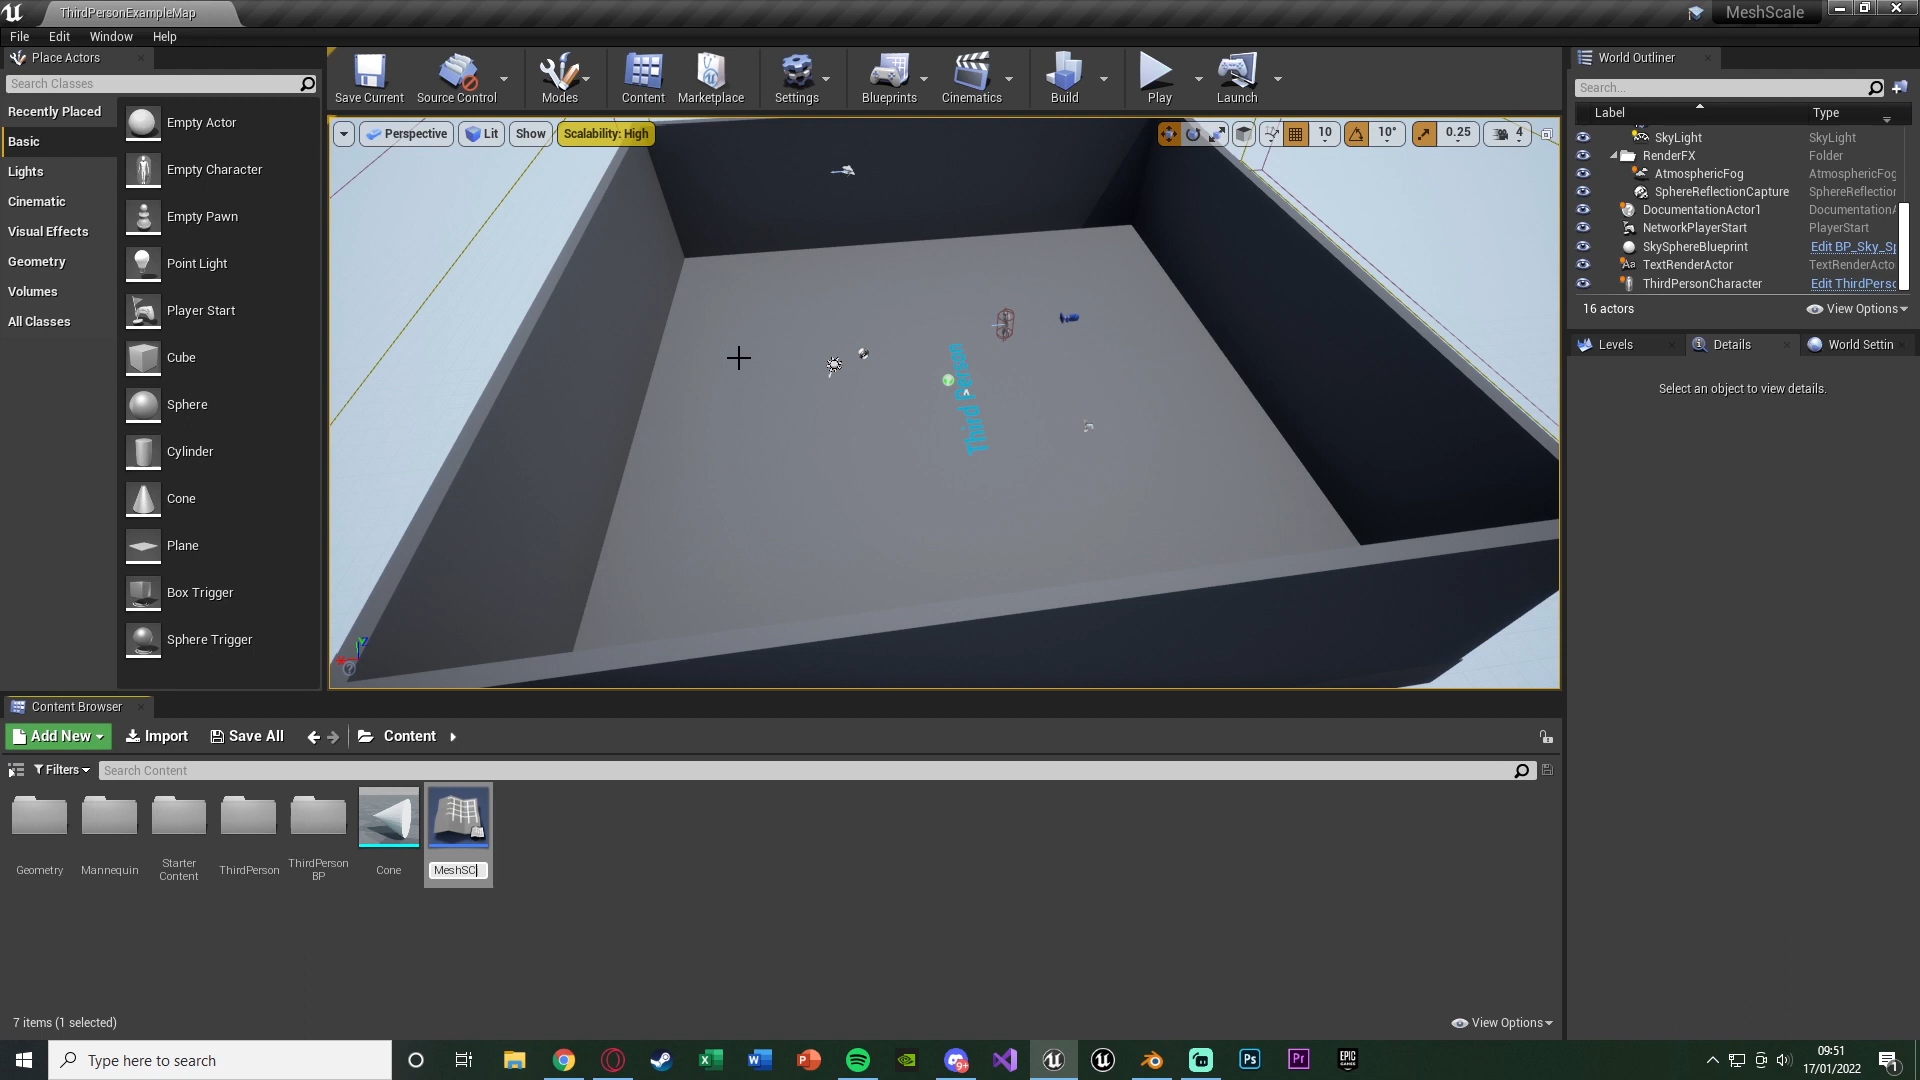 ThirdPersonExampleMap
MeshScale
File Edit Window Help
Place Actors
Search Classes
Recently Placed
Basic
Lights
Cinematic
Visual Effects
Geometry
Volumes
All Classes
Empty Actor
Empty Character
Empty Pawn
Point Light
Player Start
Cube
Sphere
Cylinder
Cone
Plane
Box Trigger
Sphere Trigger
Save Current
Source Control
Modes
Content
Marketplace
Settings
Blueprints
Cinematics
Build
Play
Launch
Perspective
Lit
Show
Scalability: High
10
10°
0.25
4
Third Person
World Outliner
Search...
Label Type
SkyLight SkyLight
RenderFX Folder
AtmosphericFog AtmosphericFog
SphereReflectionCapture SphereReflection
DocumentationActor1 DocumentationA
NetworkPlayerStart PlayerStart
SkySphereBlueprint Edit BP_Sky_Sp
TextRenderActor TextRenderActo
ThirdPersonCharacter Edit ThirdPerso
16 actors
View Options
Levels
Details
World Settin
Select an object to view details.
Content Browser
Add New
Import
Save All
Content
Filters
Search Content
Geometry
Mannequin
Starter
Content
ThirdPerson
ThirdPerson
BP
Cone
MeshSC
7 items (1 selected)
View Options
Type here to search
09:51
17/01/2022